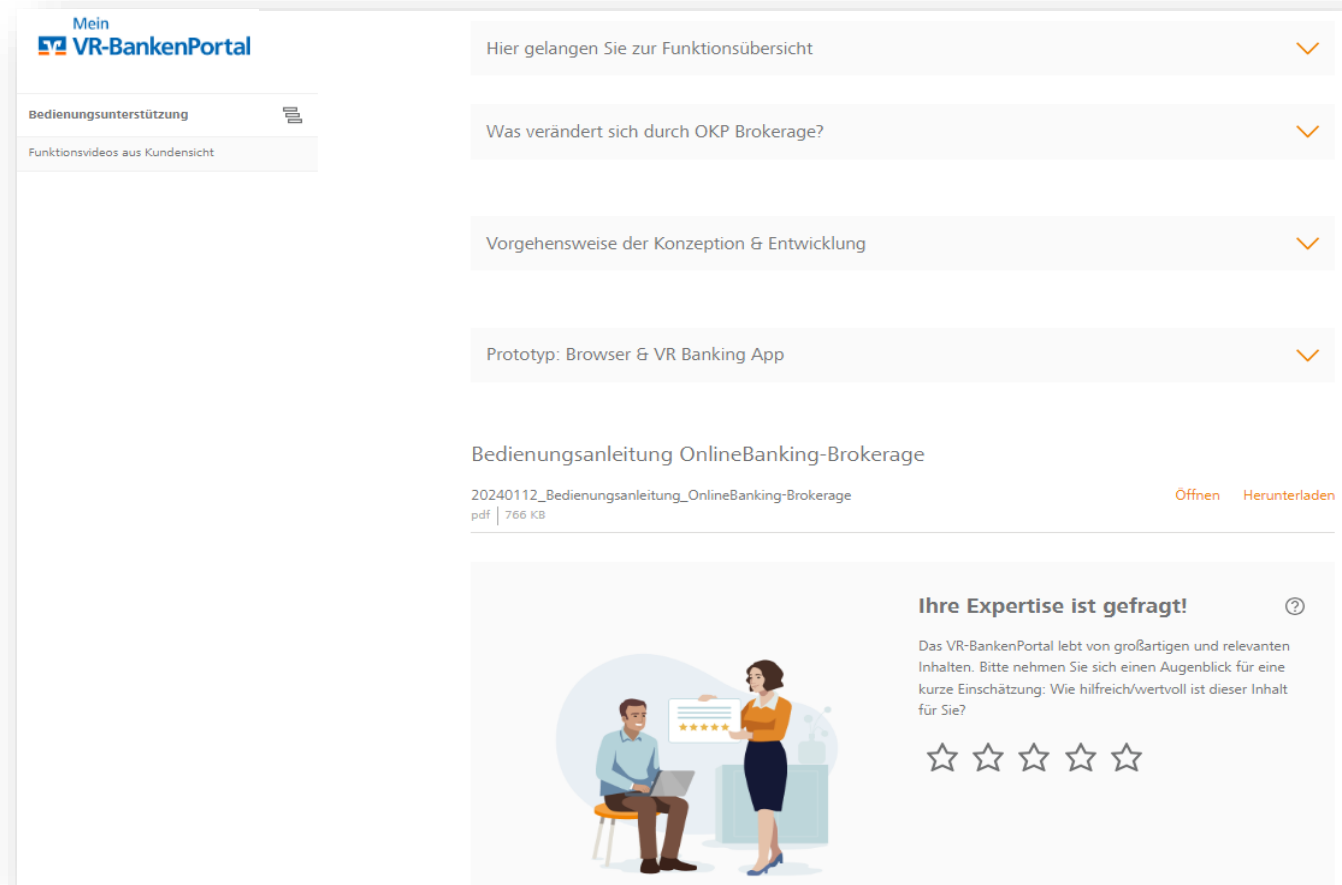 Mein
VR-BankenPortal
Bedienungsunterstützung
Funktionsvideos aus Kundensicht
Hier gelangen Sie zur Funktionsübersicht
Was verändert sich durch OKP Brokerage?
Vorgehensweise der Konzeption & Entwicklung
Prototyp: Browser & VR Banking App
Bedienungsanleitung OnlineBanking-Brokerage
20240112_Bedienungsanleitung_OnlineBanking-Brokerage Öffnen Herunterladen
pdf | 766 KB
Ihre Expertise ist gefragt!
Das VR-BankenPortal lebt von großartigen und relevanten
Inhalten. Bitte nehmen Sie sich einen Augenblick für eine
kurze Einschätzung: Wie hilfreich/wertvoll ist dieser Inhalt
für Sie?